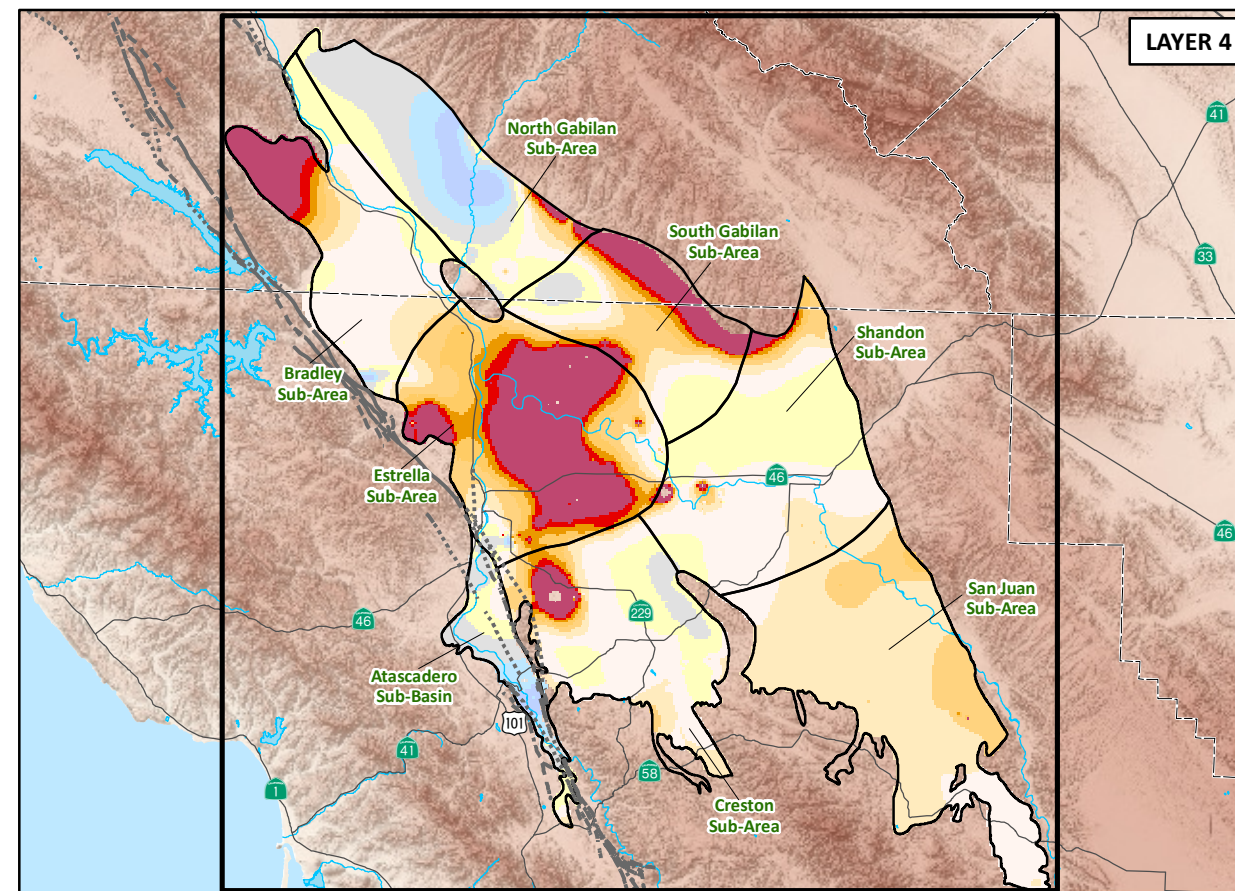 LAYER 4
41
North Gabilan
Sub-Area
South Gabilan
Sub-Area
33
Shandon
Sub-Area
Bradley
Sub-Area
Estrella
Sub-Area
46
46
San Juan
Sub-Area
46
229
Atascadero
Sub-Basin
101
41
58
1
Creston
Sub-Area